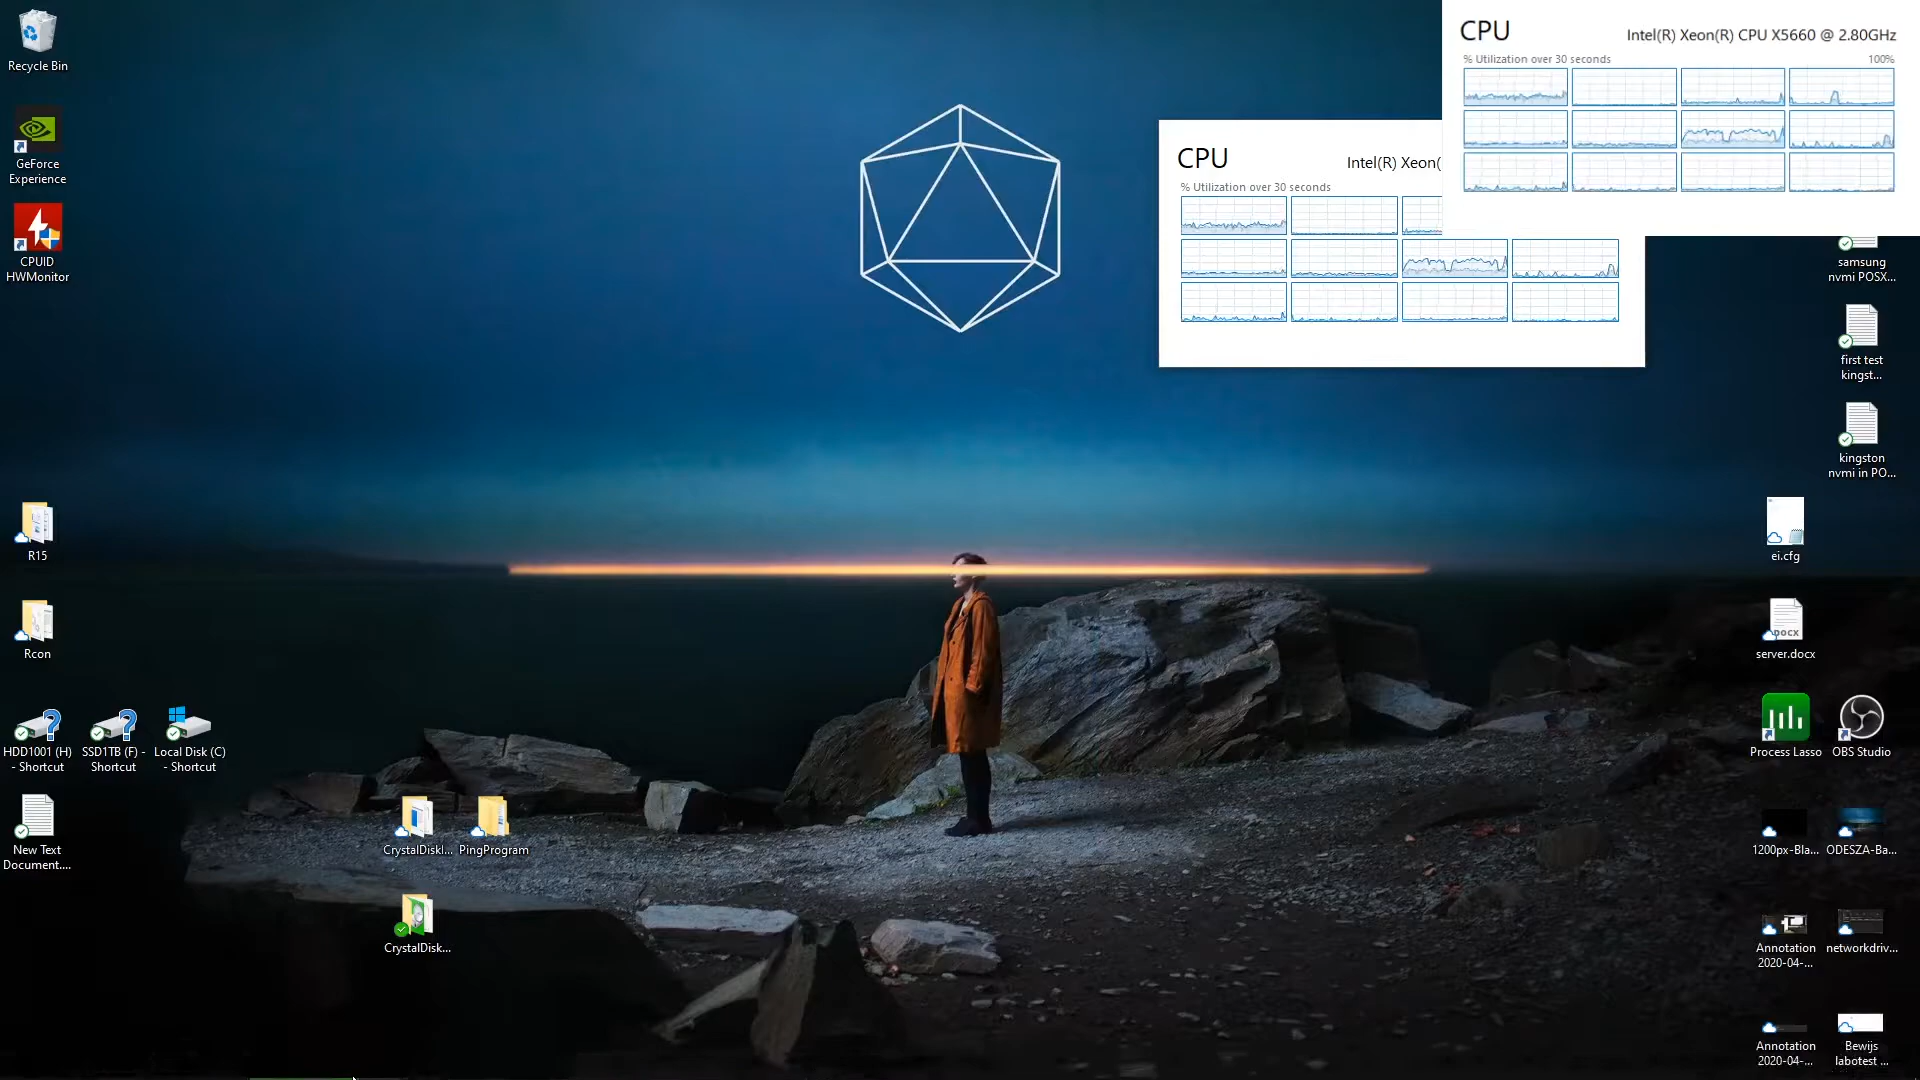 Recycle Bin
GeForce
Experience
CPUID
HWMonitor
R15
Rcon
HDD1001 (H)
- Shortcut
SSD1TB (F) -
Shortcut
Local Disk (C)
- Shortcut
New Text
Document....
CrystalDiskI...
PingProgram
CrystalDisk...
CPU
Intel(R) Xeon(
% Utilization over 30 seconds
CPU
Intel(R) Xeon(R) CPU X5660 @ 2.80GHz
% Utilization over 30 seconds
100%
samsung
nvmi POSX...
first test
kingst...
kingston
nvmi in PO...
ei.cfg
DOCX
server.docx
Process Lasso
OBS Studio
1200px-Bla...
ODESZA-Ba...
Annotation
2020-04-...
networkdriv...
Annotation
2020-04-...
Bewijs
labotest ...